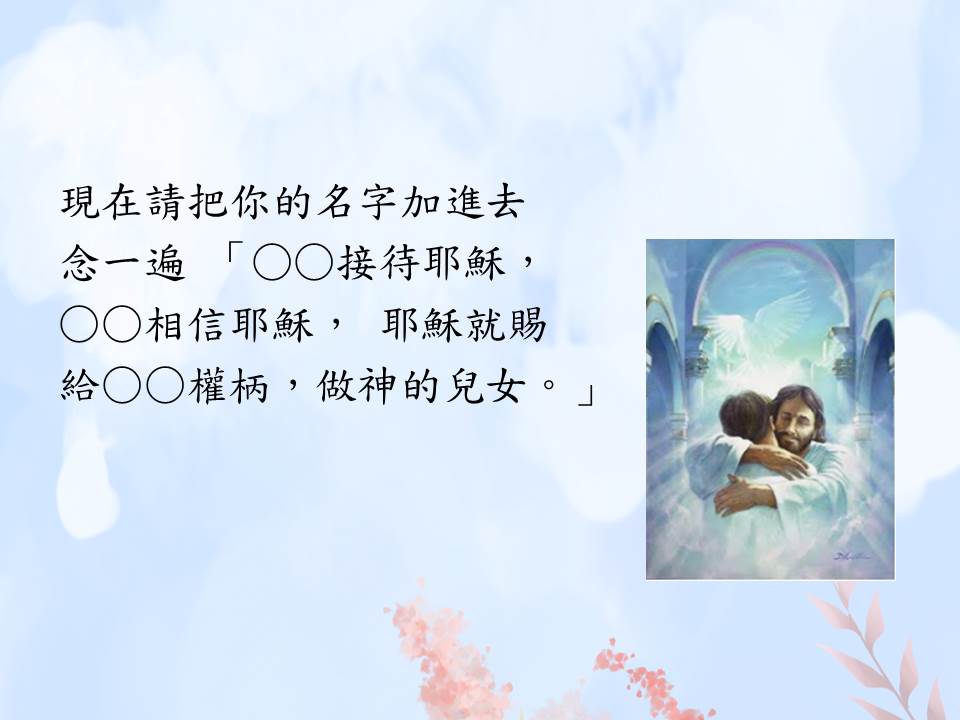 現在請把你的名字加進去
念一遍 「○○接待耶穌，
○○相信耶穌， 耶穌就賜
給○○權柄，做神的兒女。」